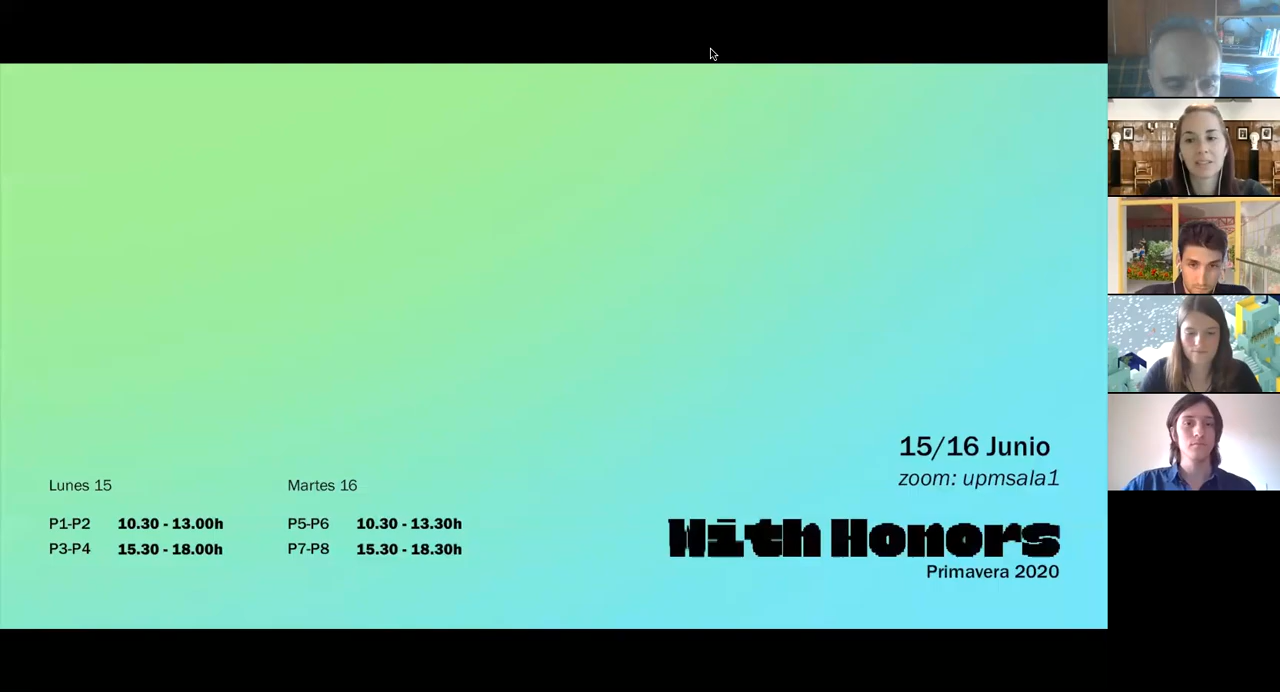 15/16 Junio
zoom: upmsala1
Lunes 15
P1-P2 10.30 - 13.00h
P3-P4 15.30 - 18.00h
Martes 16
P5-P6 10.30 - 13.30h
P7-P8 15.30 - 18.30h
With Honors
Primavera 2020